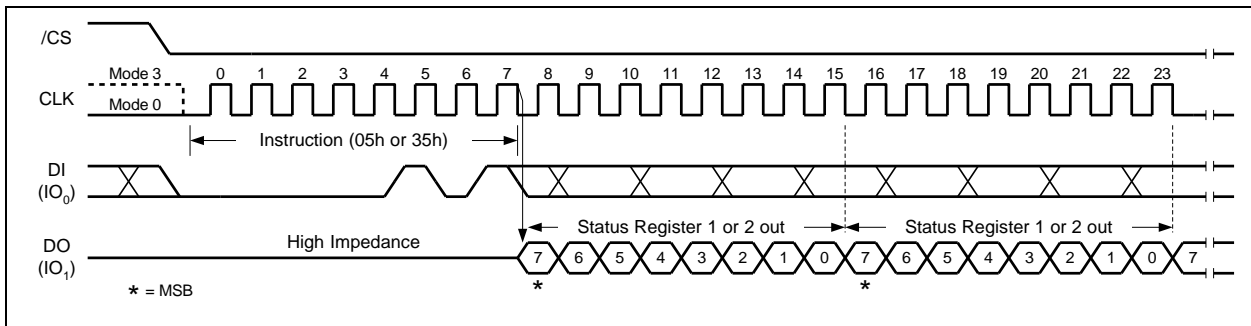 /CS
Mode 3 0 1 2 3 4 5 6 7 8 9 10 11 12 13 14 15 16 17 18 19 20 21 22 23
CLK Mode 0
Instruction (05h or 35h)
DI
(IO0)
Status Register 1 or 2 out Status Register 1 or 2 out
DO High Impedance
(IO1) 7 6 5 4 3 2 1 0 7 6 5 4 3 2 1 0 7
* *
* = MSB